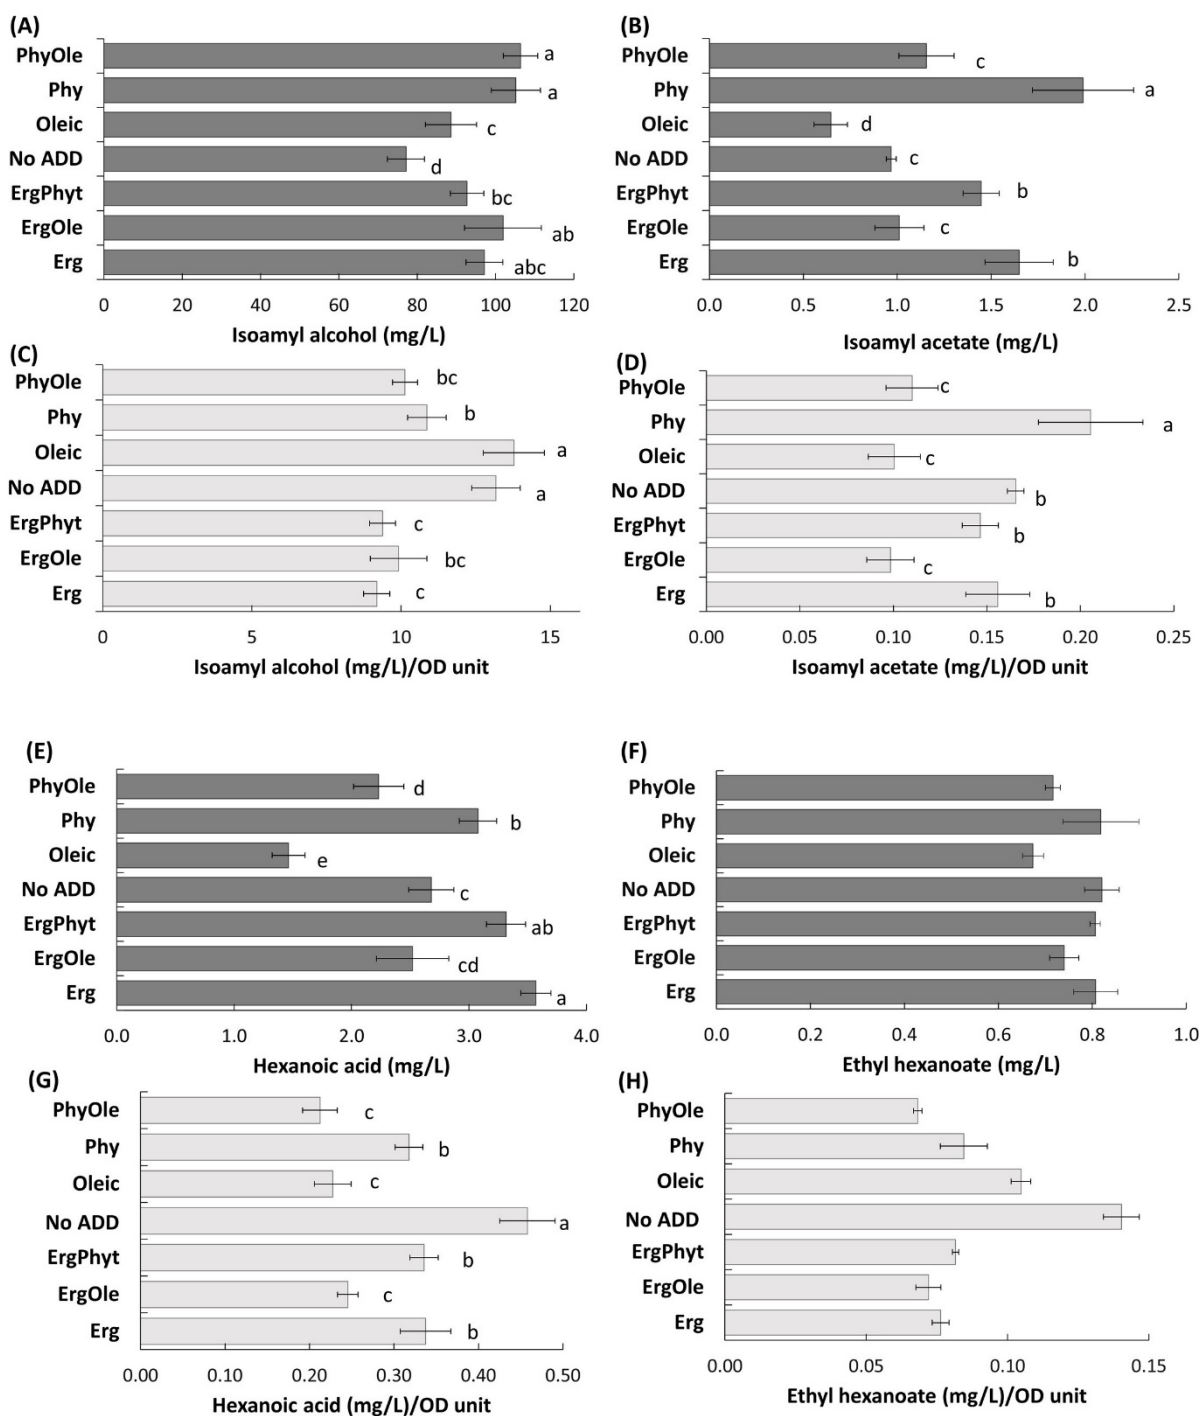 (A)
PhyOle a
Phy a
Oleic c
No ADD d
ErgPhyt bc
ErgOle ab
Erg abc
0 20 40 60 80 100 120
Isoamyl alcohol (mg/L)
(B)
PhyOle c
Phy a
Oleic d
No ADD c
ErgPhyt b
ErgOle c
Erg b
0.0 0.5 1.0 1.5 2.0 2.5
Isoamyl acetate (mg/L)
(C)
PhyOle bc
Phy b
Oleic a
No ADD a
ErgPhyt c
ErgOle bc
Erg c
0 5 10 15
Isoamyl alcohol (mg/L)/OD unit
(D)
PhyOle c
Phy a
Oleic c
No ADD b
ErgPhyt b
ErgOle c
Erg b
0.00 0.05 0.10 0.15 0.20 0.25
Isoamyl acetate (mg/L)/OD unit
(E)
PhyOle d
Phy b
Oleic e
No ADD c
ErgPhyt ab
ErgOle cd
Erg a
0.0 1.0 2.0 3.0 4.0
Hexanoic acid (mg/L)
(F)
PhyOle
Phy
Oleic
No ADD
ErgPhyt
ErgOle
Erg
0.0 0.2 0.4 0.6 0.8 1.0
Ethyl hexanoate (mg/L)
(G)
PhyOle c
Phy b
Oleic c
No ADD a
ErgPhyt b
ErgOle c
Erg b
0.00 0.10 0.20 0.30 0.40 0.50
Hexanoic acid (mg/L)/OD unit
(H)
PhyOle
Phy
Oleic
No ADD
ErgPhyt
ErgOle
Erg
0.00 0.05 0.10 0.15
Ethyl hexanoate (mg/L)/OD unit